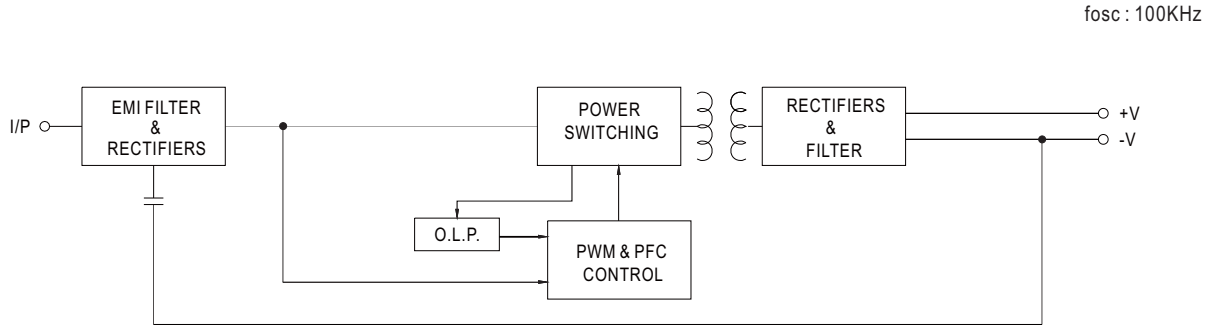 fosc : 100KHz
I/P
EMI FILTER
&
RECTIFIERS
POWER
SWITCHING
RECTIFIERS
&
FILTER
+V
-V
O.L.P.
PWM & PFC
CONTROL